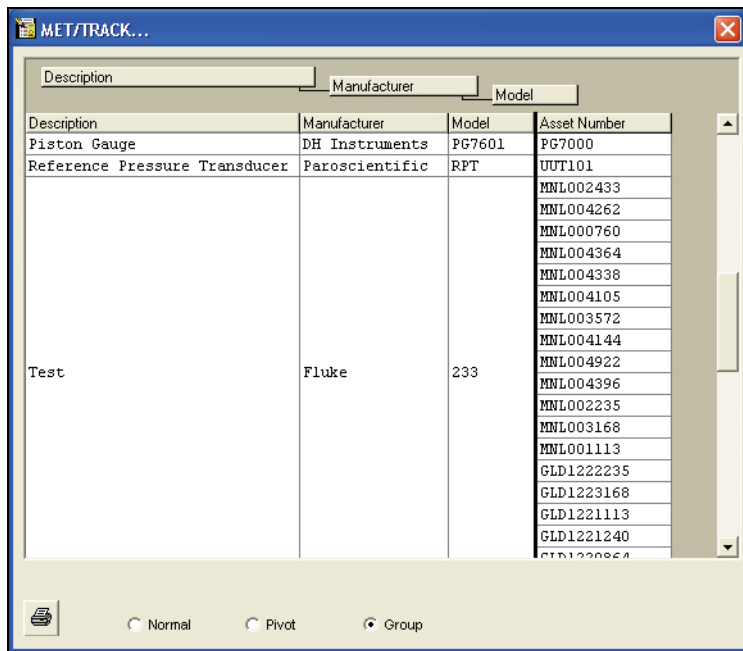 MET/TRACK...
Description
Manufacturer
Model
Description Manufacturer Model Asset Number
Piston Gauge DH Instruments PG7601 PG7000
Reference Pressure Transducer Paroscientific RPT UUT101
MNL002433
MNL004262
MNL000760
MNL004364
MNL004338
MNL004105
MNL003572
MNL004144
MNL004922
Test Fluke 233
MNL004396
MNL002235
MNL003168
MNL001113
GLD1222235
GLD1223168
GLD1221113
GLD1221240
Normal Pivot Group